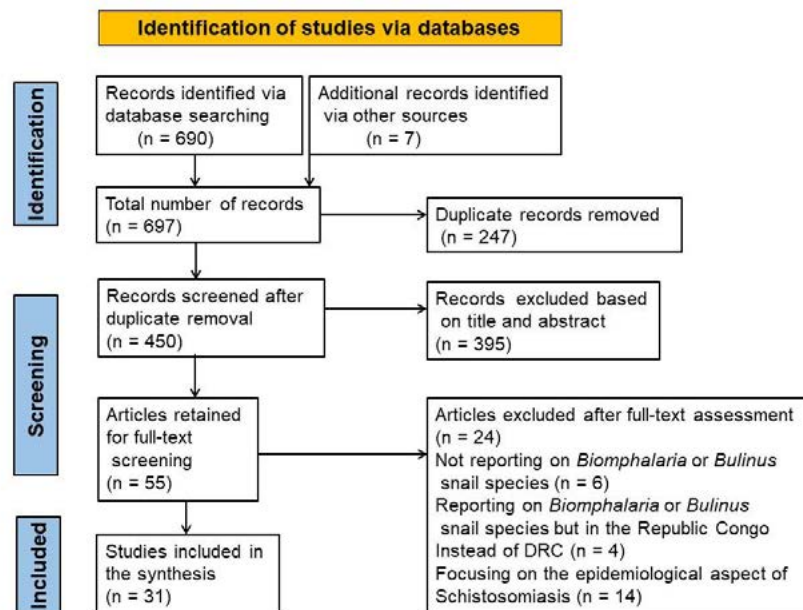 Identification of studies via databases
Identification
Records identified via
database searching
(n = 690)
Additional records identified
via other sources
(n = 7)
Total number of records
(n = 697)
Duplicate records removed
(n = 247)
Screening
Records screened after
duplicate removal
(n = 450)
Records excluded based
on title and abstract
(n = 395)
Articles retained
for full-text
screening
(n = 55)
Articles excluded after full-text assessment
(n = 24)
Not reporting on Biomphalaria or Bulinus
snail species (n = 6)
Reporting on Biomphalaria or Bulinus
snail species but in the Republic Congo
Instead of DRC (n = 4)
Focusing on the epidemiological aspect of
Schistosomiasis (n = 14)
Included
Studies included in
the synthesis
(n = 31)